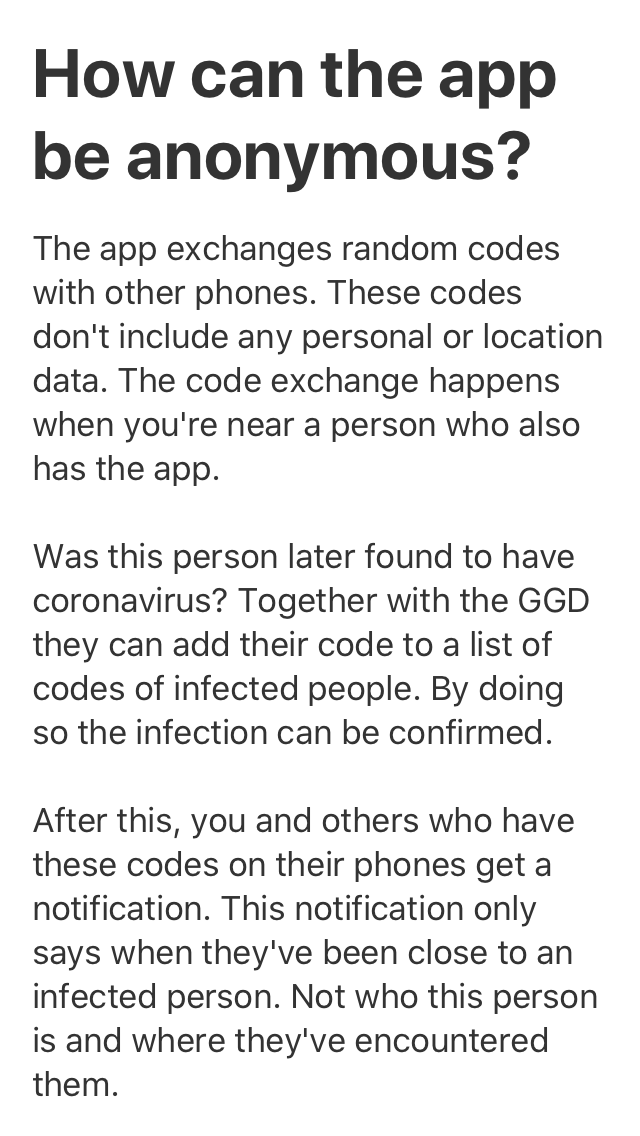 How can the app
be anonymous?
The app exchanges random codes
with other phones. These codes
don't include any personal or location
data. The code exchange happens
when you're near a person who also
has the app.
Was this person later found to have
coronavirus? Together with the GGD
they can add their code to a list of
codes of infected people. By doing
so the infection can be confirmed.
After this, you and others who have
these codes on their phones get a
notification. This notification only
says when they've been close to an
infected person. Not who this person
is and where they've encountered
them.